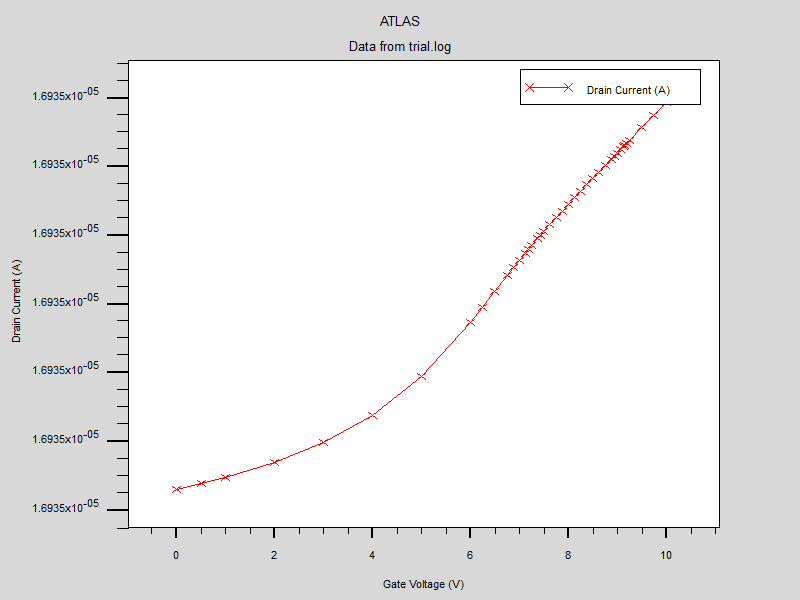 ATLAS
Data from trial.log
Drain Current (A)
1.6935x10-05
1.6935x10-05
1.6935x10-05
1.6935x10-05
1.6935x10-05
1.6935x10-05
1.6935x10-05
Drain Current (A)
0 2 4 6 8 10
Gate Voltage (V)